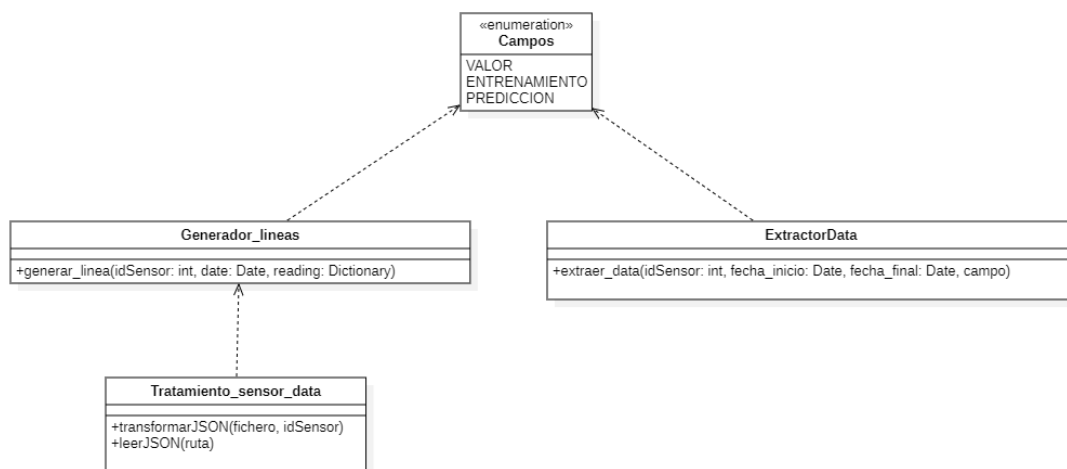 «enumeration»
Campos
VALOR
ENTRENAMIENTO
PREDICCION
Generador_lineas
+generar_linea(idSensor: int, date: Date, reading: Dictionary)
ExtractorData
+extraer_data(idSensor: int, fecha_inicio: Date, fecha_final: Date, campo)
Tratamiento_sensor_data
+transformarJSON(fichero, idSensor)
+leerJSON(ruta)